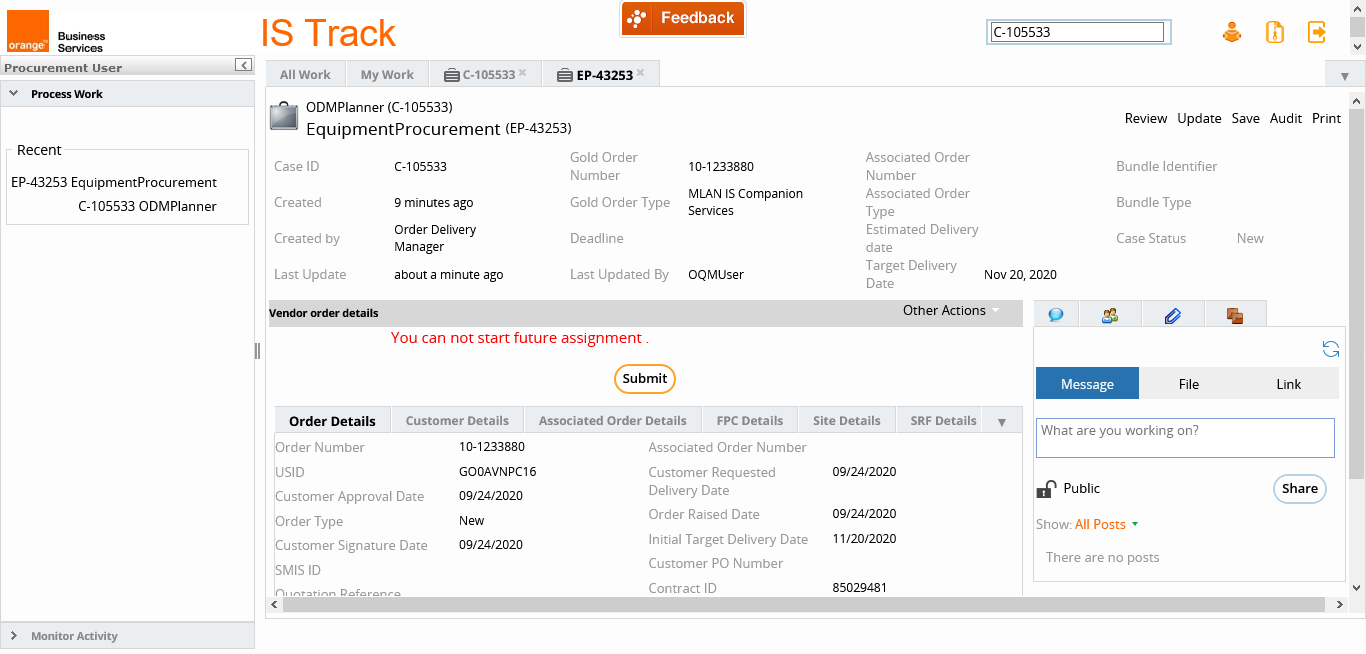 orange™
Business
Services
IS Track
Feedback
C-105533
Procurement User
Process Work
Recent
EP-43253 EquipmentProcurement
C-105533 ODMPlanner
Monitor Activity
All Work
My Work
C-105533 ×
EP-43253 ×
ODMPlanner (C-105533)
EquipmentProcurement (EP-43253)
Review Update Save Audit Print
Case ID C-105533
Gold Order
Number
10-1233880
Associated Order
Number
Bundle Identifier
Created 9 minutes ago
Gold Order Type
MLAN IS Companion
Services
Associated Order
Type
Bundle Type
Created by
Order Delivery
Manager
Deadline
Estimated Delivery
date
Case Status New
Last Update about a minute ago
Last Updated By OQMUser
Target Delivery
Date
Nov 20, 2020
Vendor order details
Other Actions
You can not start future assignment .
Submit
Order Details
Customer Details
Associated Order Details
FPC Details
Site Details
SRF Details
Order Number 10-1233880
Associated Order Number
USID GO0AVNPC16
Customer Requested
Delivery Date
09/24/2020
Customer Approval Date 09/24/2020
Order Raised Date 09/24/2020
Order Type New
Initial Target Delivery Date 11/20/2020
Customer Signature Date 09/24/2020
Customer PO Number
SMIS ID
Contract ID 85029481
Quotation Reference
Message
File
Link
What are you working on?
Public
Share
Show: All Posts
There are no posts